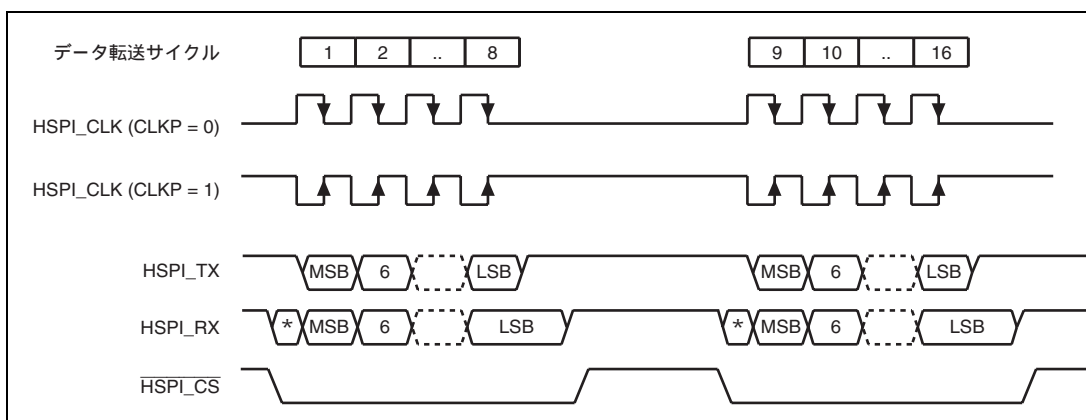 データ転送サイクル 1 2 .. 8 9 10 .. 16
HSPI_CLK (CLKP = 0)
HSPI_CLK (CLKP = 1)
HSPI_TX MSB 6 LSB MSB 6 LSB
HSPI_RX * MSB 6 LSB * MSB 6 LSB
HSPI_CS